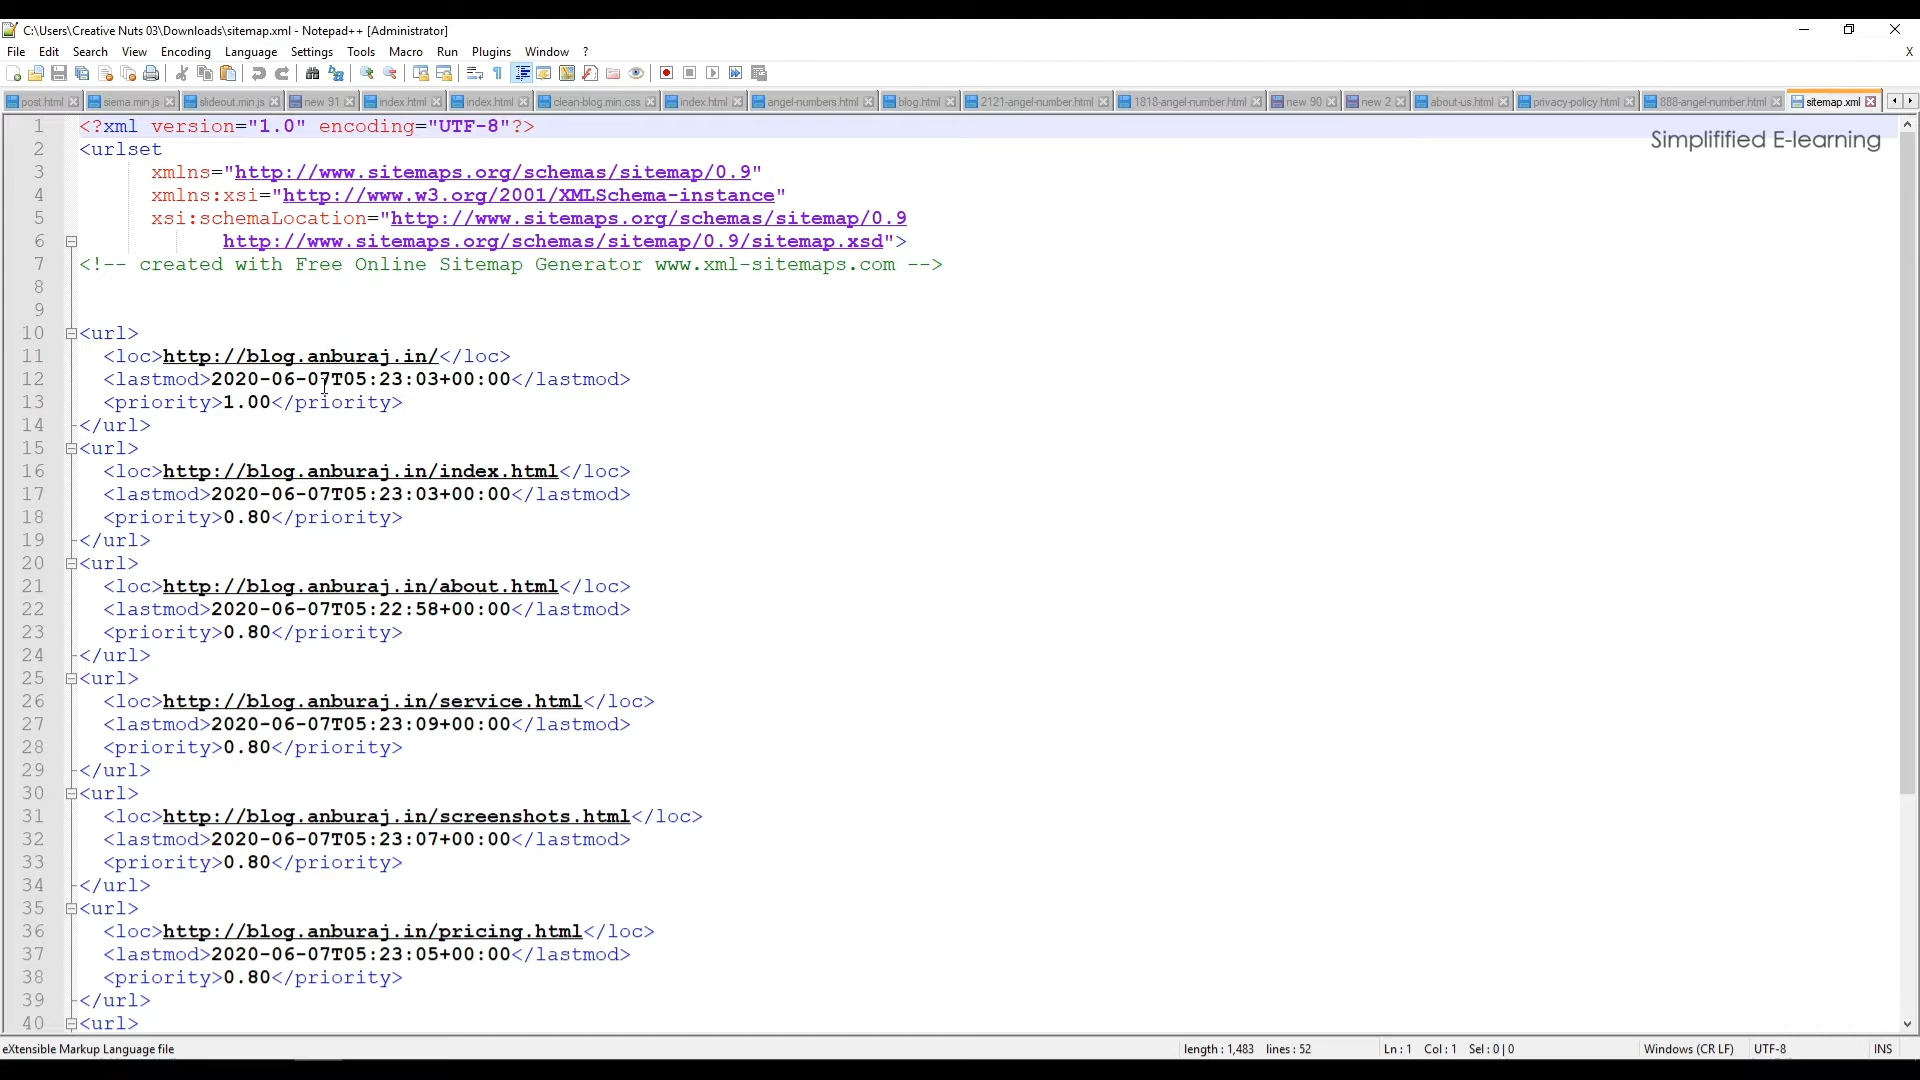 C:\Users\Creative Nuts 03\Downloads\sitemap.xml - Notepad++ [Administrator]
File Edit Search View Encoding Language Settings Tools Macro Run Plugins Window ? X
post.html siema.min.js slideout.min.js new 91 index.html index.html clean-blog.min.css index.html angel-numbers.html blog.html 2121-angel-number.html 1818-angel-number.html new 90 new 2 about-us.html privacy-policy.html 888-angel-number.html sitemap.xml
Simplifified E-learning
1 <?xml version="1.0" encoding="UTF-8"?>
2 <urlset
3 xmlns="http://www.sitemaps.org/schemas/sitemap/0.9"
4 xmlns:xsi="http://www.w3.org/2001/XMLSchema-instance"
5 xsi:schemaLocation="http://www.sitemaps.org/schemas/sitemap/0.9
6 http://www.sitemaps.org/schemas/sitemap/0.9/sitemap.xsd">
7 <!-- created with Free Online Sitemap Generator www.xml-sitemaps.com -->
8
9
10 <url>
11 <loc>http://blog.anburaj.in/</loc>
12 <lastmod>2020-06-07T05:23:03+00:00</lastmod>
13 <priority>1.00</priority>
14 </url>
15 <url>
16 <loc>http://blog.anburaj.in/index.html</loc>
17 <lastmod>2020-06-07T05:23:03+00:00</lastmod>
18 <priority>0.80</priority>
19 </url>
20 <url>
21 <loc>http://blog.anburaj.in/about.html</loc>
22 <lastmod>2020-06-07T05:22:58+00:00</lastmod>
23 <priority>0.80</priority>
24 </url>
25 <url>
26 <loc>http://blog.anburaj.in/service.html</loc>
27 <lastmod>2020-06-07T05:23:09+00:00</lastmod>
28 <priority>0.80</priority>
29 </url>
30 <url>
31 <loc>http://blog.anburaj.in/screenshots.html</loc>
32 <lastmod>2020-06-07T05:23:07+00:00</lastmod>
33 <priority>0.80</priority>
34 </url>
35 <url>
36 <loc>http://blog.anburaj.in/pricing.html</loc>
37 <lastmod>2020-06-07T05:23:05+00:00</lastmod>
38 <priority>0.80</priority>
39 </url>
40 <url>
eXtensible Markup Language file length : 1,483 lines : 52 Ln : 1 Col : 1 Sel : 0 | 0 Windows (CR LF) UTF-8 INS